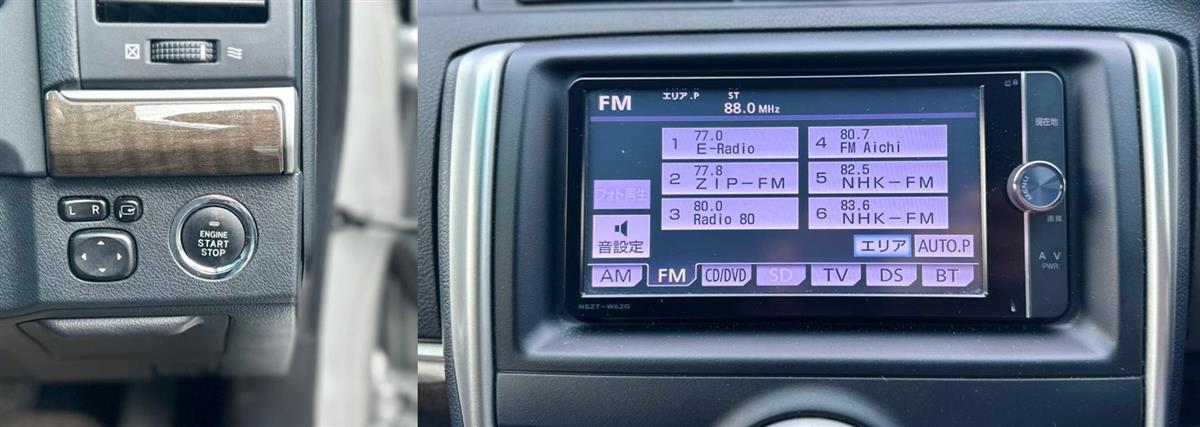 L R
ENGINE
START
STOP
FM
エリア.P
ST
88.0 MHz
1 77.0 E-Radio
2 77.8 ZIP-FM
3 80.0 Radio 80
4 80.7 FM Aichi
5 82.5 NHK-FM
6 83.6 NHK-FM
フォト再生
音設定
エリア
AUTO.P
AM FM CD/DVD SD TV DS BT
NSZT-W62G
現在地
MENU
画質
A V
PWR